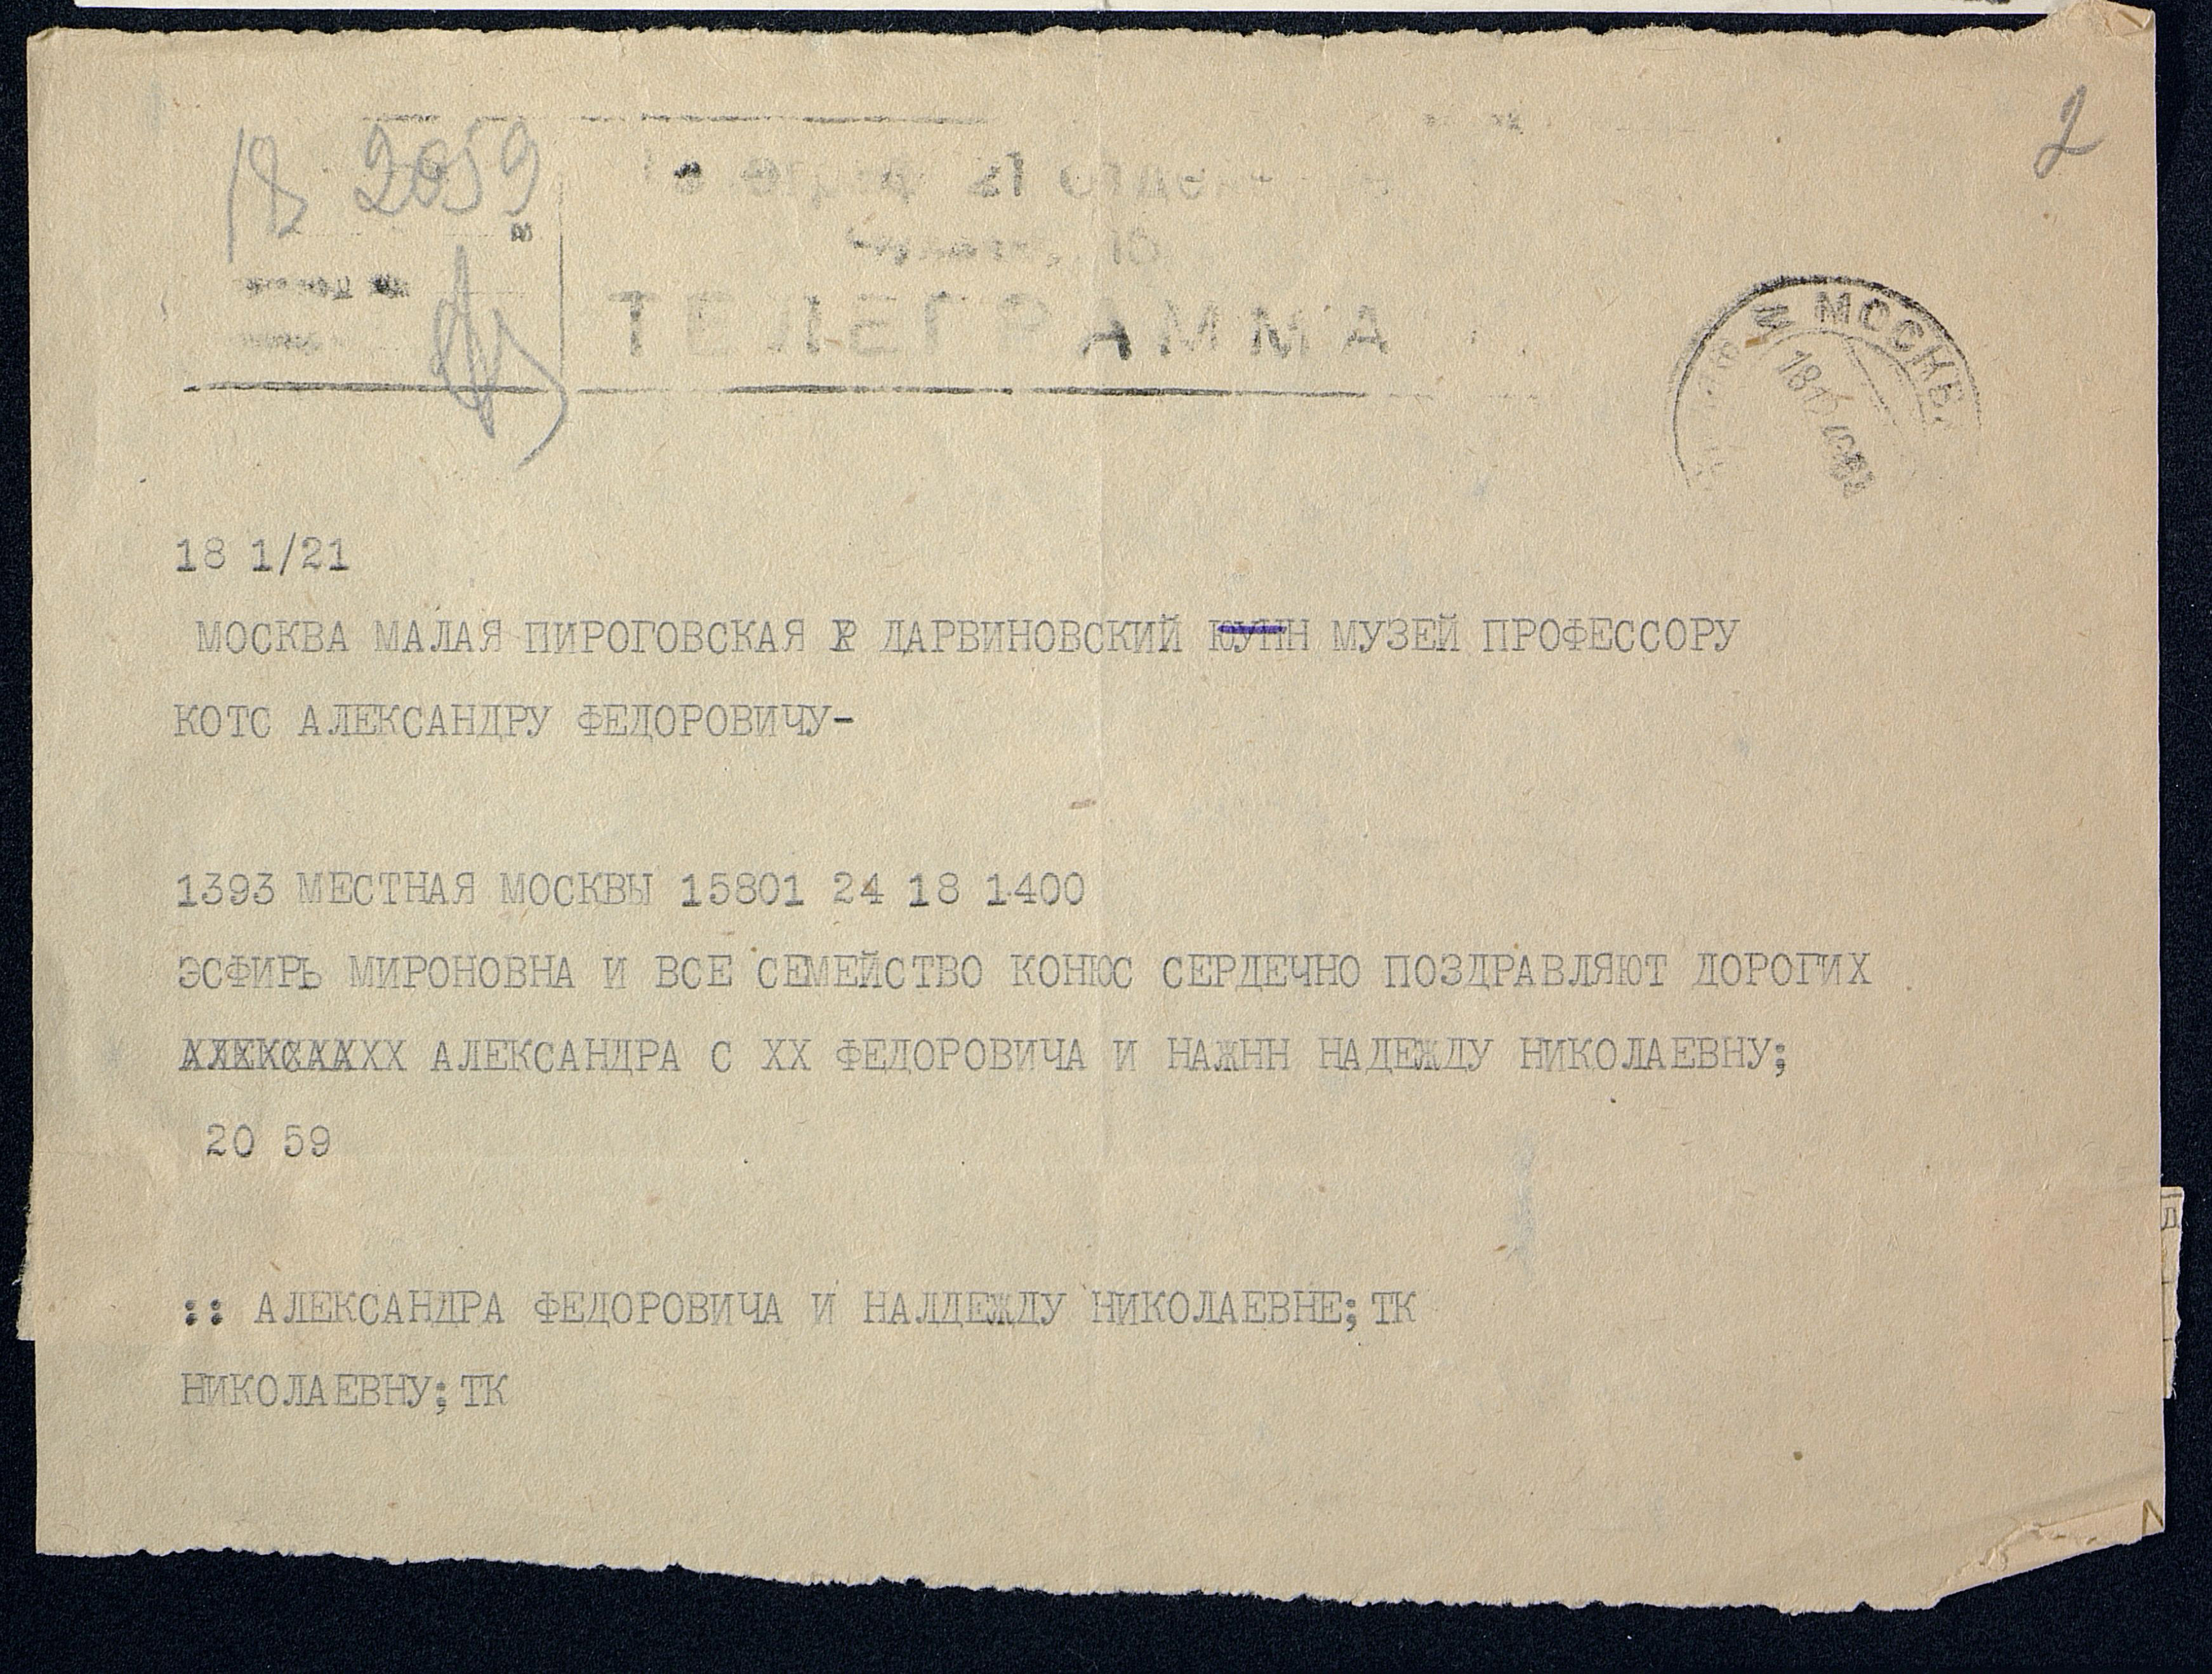 2
18 2059
21
ТЕЛЕГРАММА
МОСКВ
18 1/21
МОСКВА МАЛАЯ ПИРОГОВСКАЯ ДАРВИНОВСКИЙ МУЗЕЙ ПРОФЕССОРУ
КОТС АЛЕКСАНДРУ ФЕДОРОВИЧУ-
1393 МЕСТНАЯ МОСКВЫ 15801 24 18 1400
ЭСФИРЬ МИРОНОВНА И ВСЕ СЕМЕЙСТВО КОНЮС СЕРДЕЧНО ПОЗДРАВЛЯЮТ ДОРОГИХ
АЛЕКСАНДРА С ХХ ФЕДОРОВИЧА И НАЖНН НАДЕЖДУ НИКОЛАЕВНУ;
20 59
:: АЛЕКСАНДРА ФЕДОРОВИЧА И НАЛДЕЖДУ НИКОЛАЕВНЕ;ТК
НИКОЛАЕВНУ;ТК